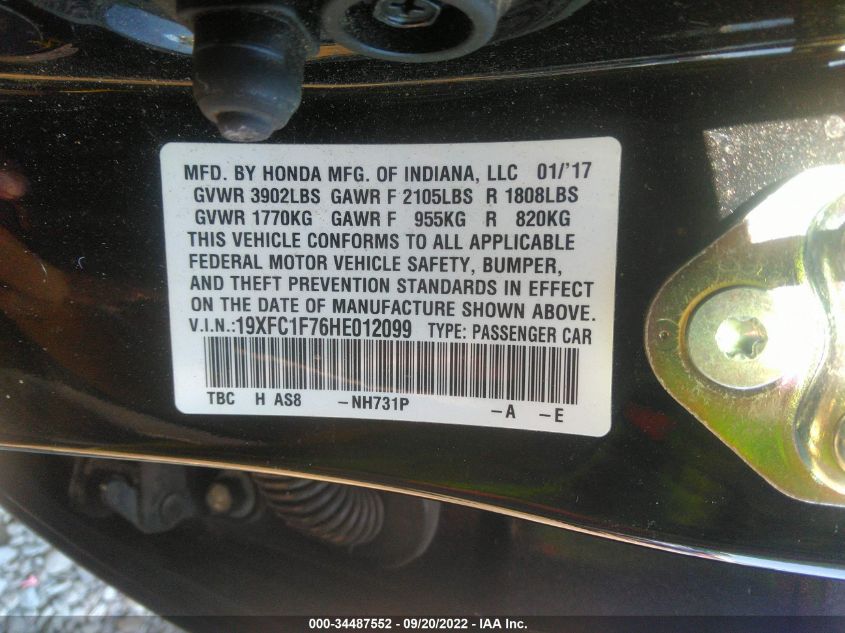 MFD. BY HONDA MFG. OF INDIANA, LLC 01/'17
GVWR 3902LBS GAWR F 2105LBS R 1808LBS
GVWR 1770KG GAWR F 955KG R 820KG
THIS VEHICLE CONFORMS TO ALL APPLICABLE
FEDERAL MOTOR VEHICLE SAFETY, BUMPER,
AND THEFT PREVENTION STANDARDS IN EFFECT
ON THE DATE OF MANUFACTURE SHOWN ABOVE.
V.I.N.:19XFC1F76HE012099 TYPE: PASSENGER CAR
TBC H AS8 -NH731P -A -E
000-34487552 - 09/20/2022 - IAA Inc.